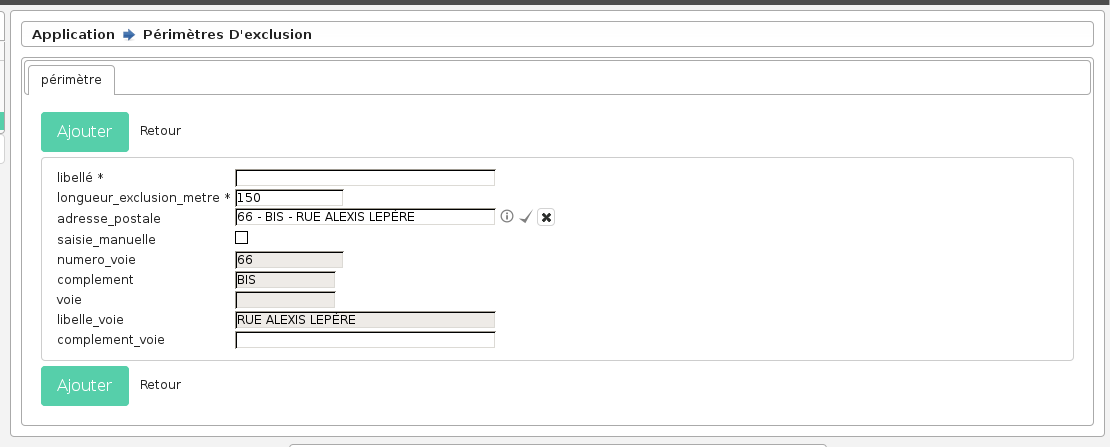 Application Périmètres D'exclusion
périmètre
Ajouter Retour
libellé *
longueur_exclusion_metre * 150
adresse_postale 66 - BIS - RUE ALEXIS LEPÈRE
saisie_manuelle
numero_voie 66
complement BIS
voie
libelle_voie RUE ALEXIS LEPÈRE
complement_voie
Ajouter Retour